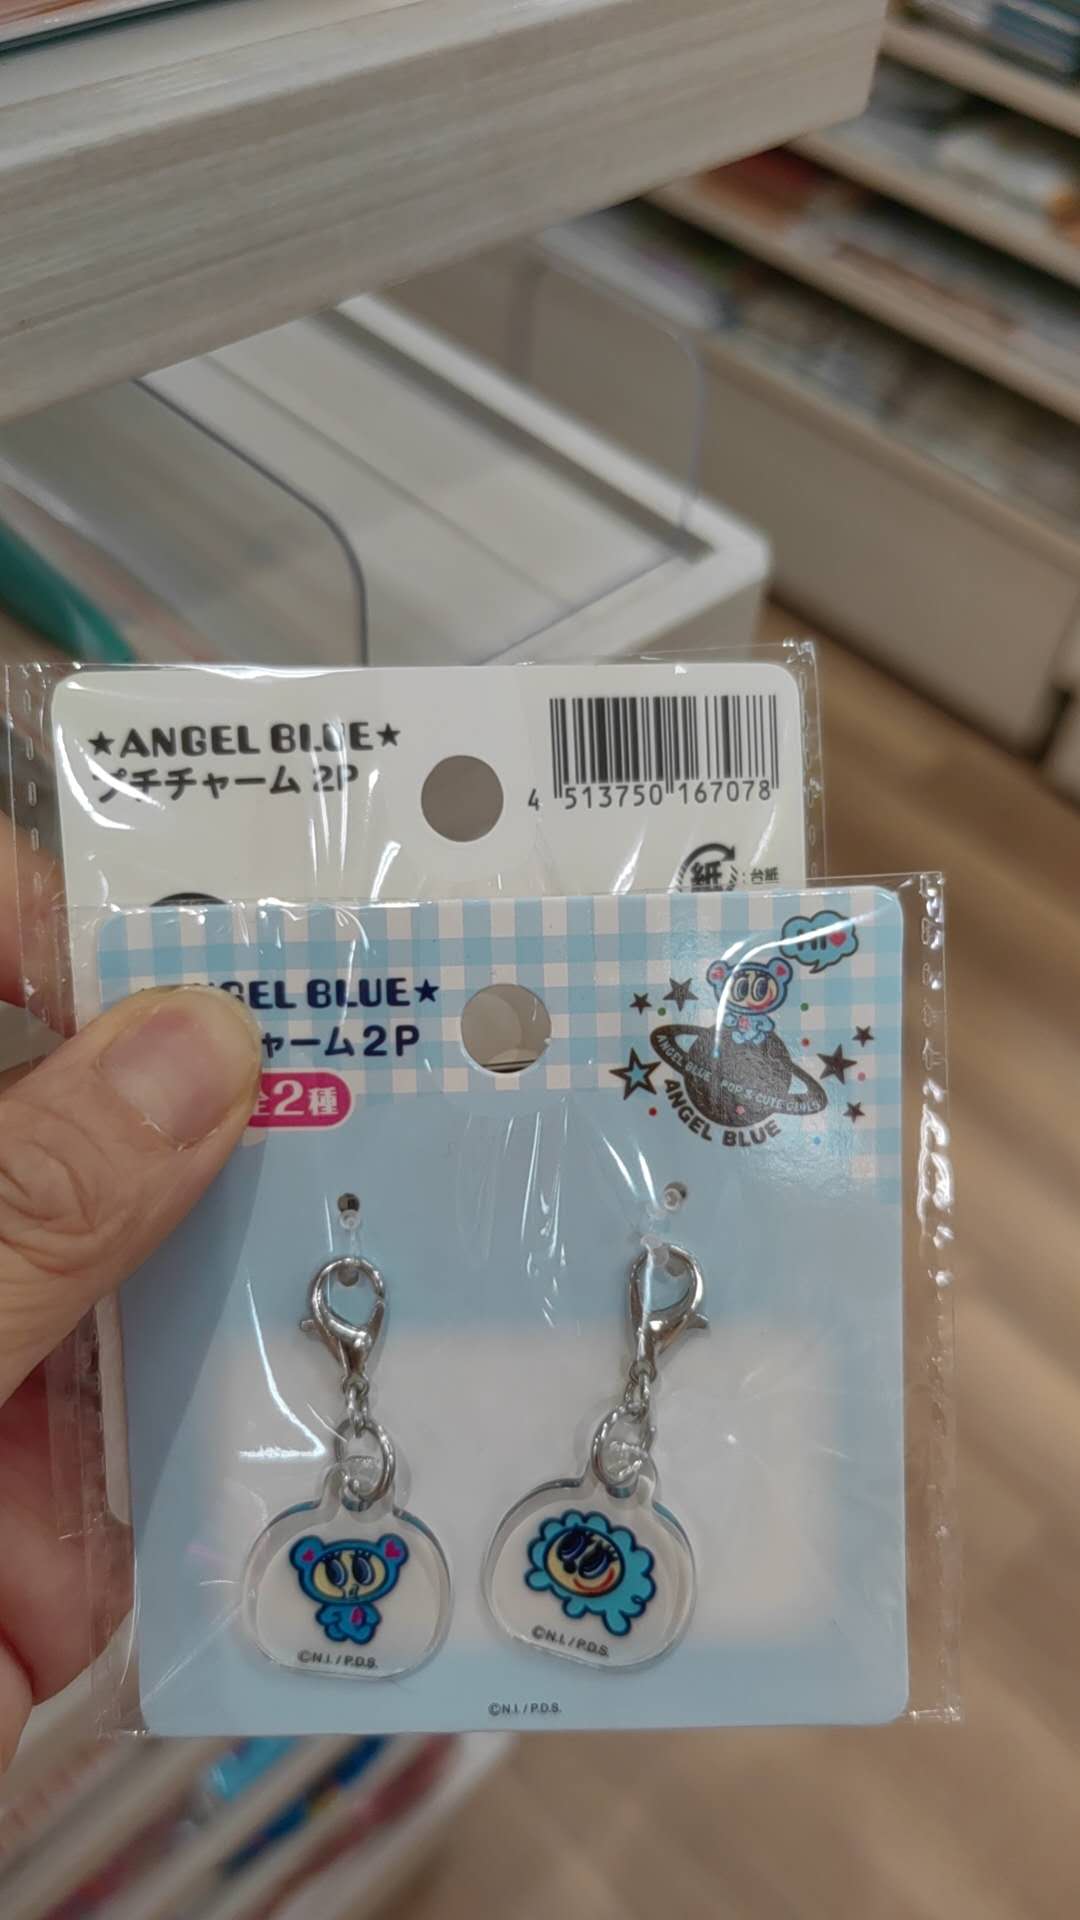 ★ANGEL BLUE★
プチチャーム 2P
4 513750 167078
紙
:台紙
GEL BLUE★
ャーム2P
全2種
Hi
ANGEL BLUE POP & CUTE GIRLS
ANGEL BLUE
©N.I./P.D.S.
©N.I./P.D.S.
©N.I./P.D.S.